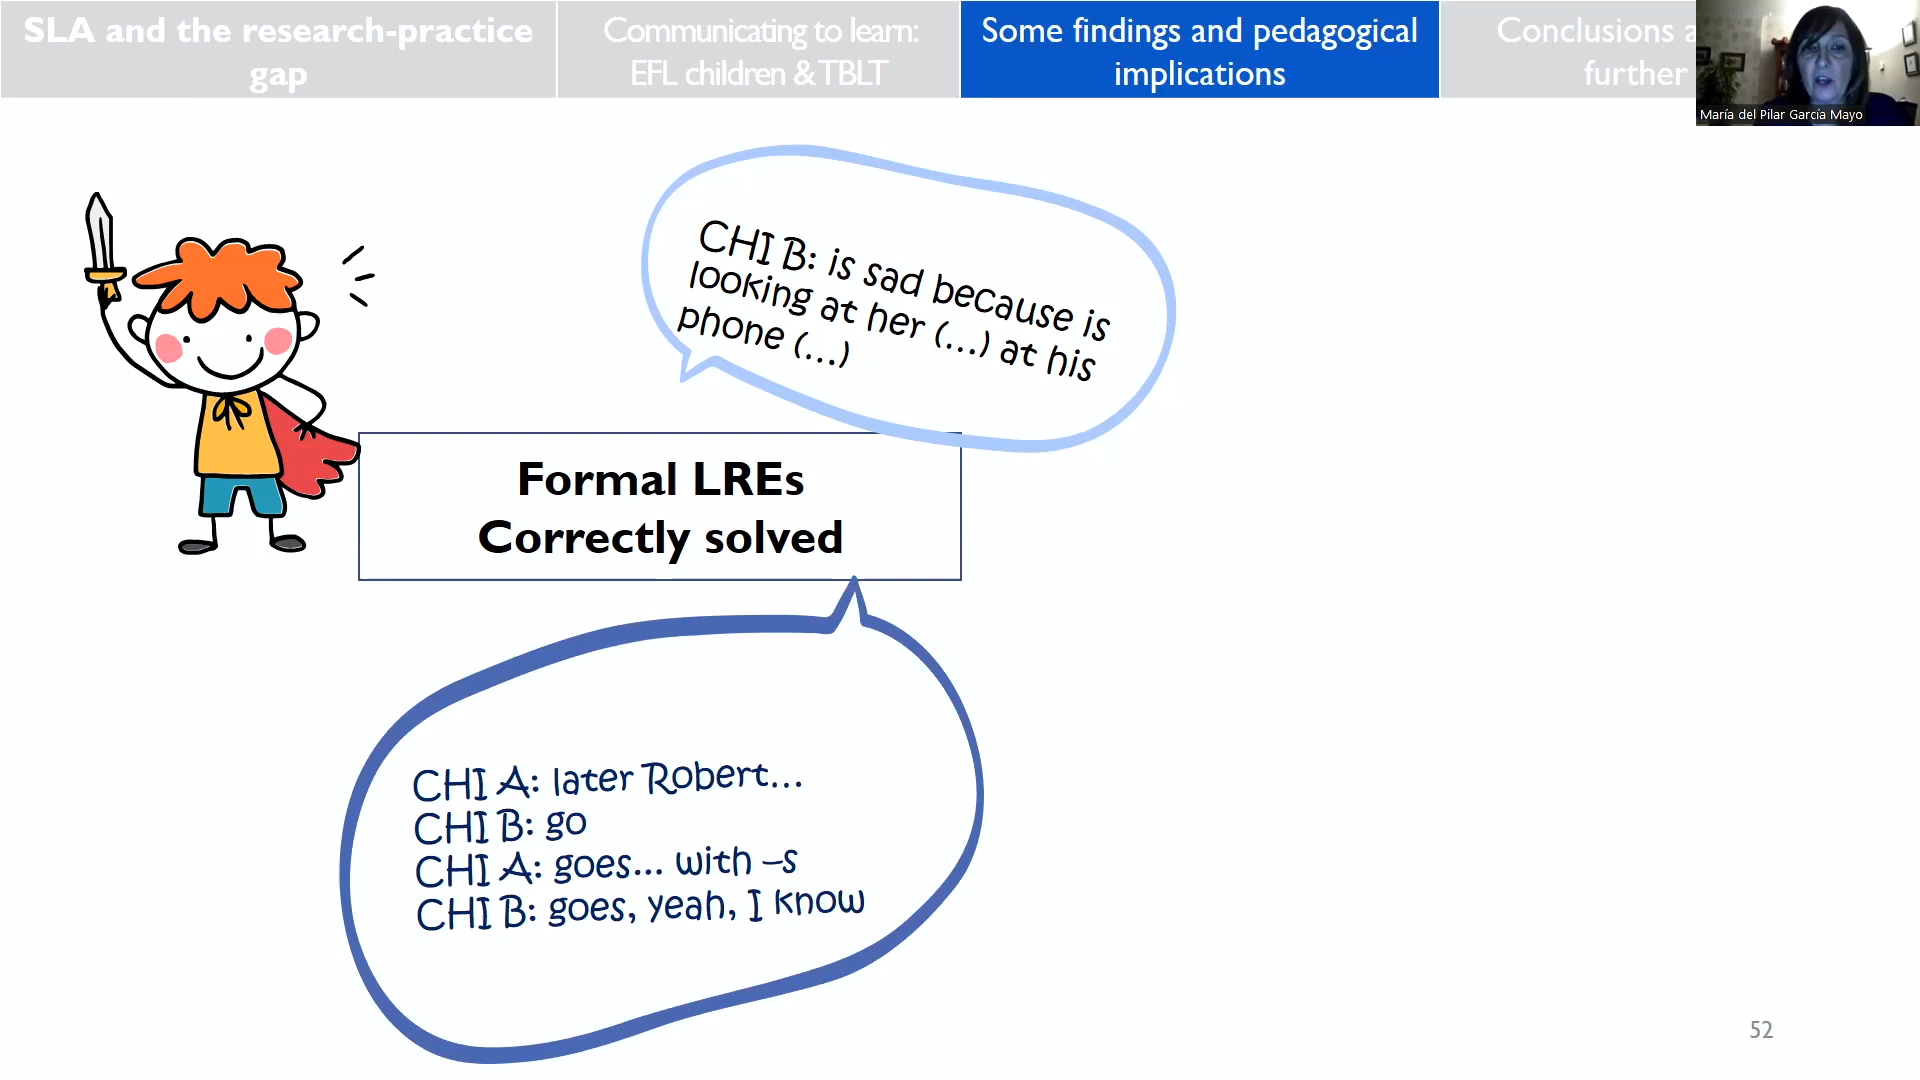 SLA and the research-practice
gap
Communicating to learn:
EFL children & TBLT
Some findings and pedagogical
implications
Conclusions
further
María del Pilar García Mayo
CHI B: is sad because is
looking at her (...) at his
phone (...)
Formal LREs
Correctly solved
CHI A: later Robert...
CHI B: go
CHI A: goes... with –s
CHI B: goes, yeah, I know
52